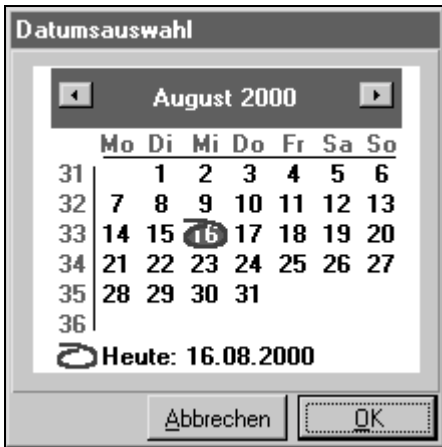 Datumsauswahl
August 2000
Mo Di Mi Do Fr Sa So
31 1 2 3 4 5 6
32 7 8 9 10 11 12 13
33 14 15 16 17 18 19 20
34 21 22 23 24 25 26 27
35 28 29 30 31
36
Heute: 16.08.2000
Abbrechen OK